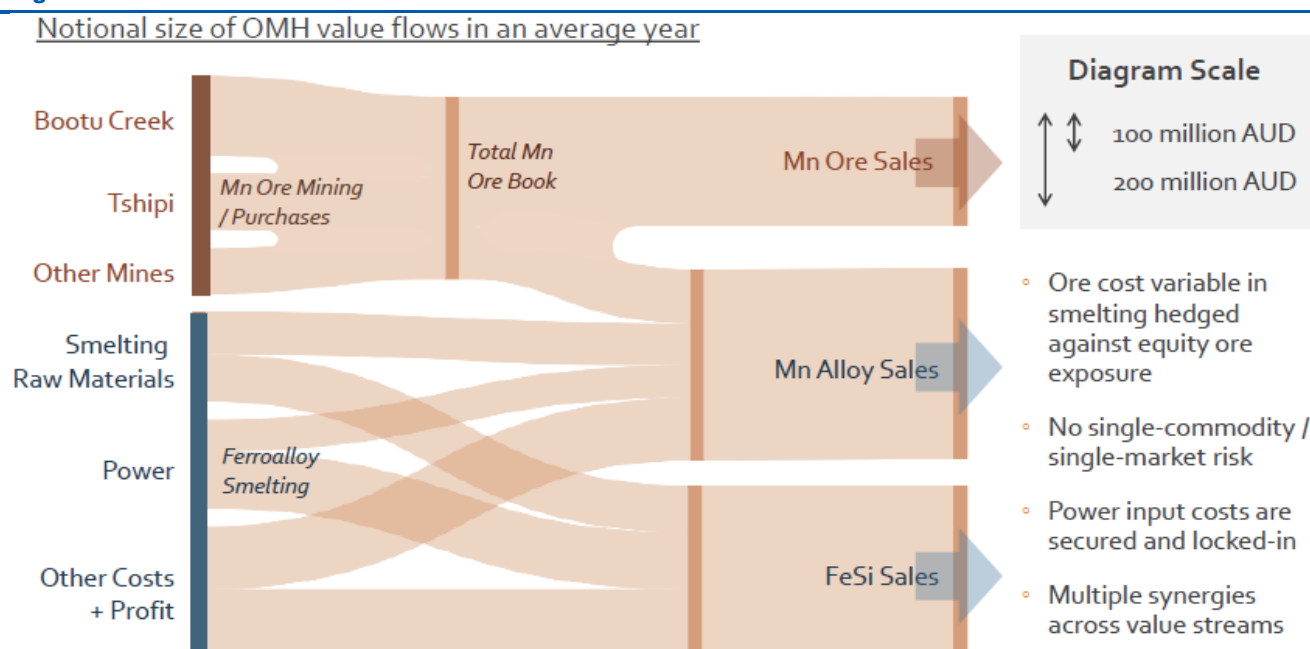 Notional size of OMH value flows in an average year
Bootu Creek
Tshipi
Other Mines
Smelting
Raw Materials
Power
Other Costs
+ Profit
Mn Ore Mining
/ Purchases
Ferroalloy
Smelting
Total Mn
Ore Book
Mn Ore Sales
Mn Alloy Sales
FeSi Sales
Diagram Scale
100 million AUD
200 million AUD
Ore cost variable in
smelting hedged
against equity ore
exposure
No single-commodity /
single-market risk
Power input costs are
secured and locked-in
Multiple synergies
across value streams